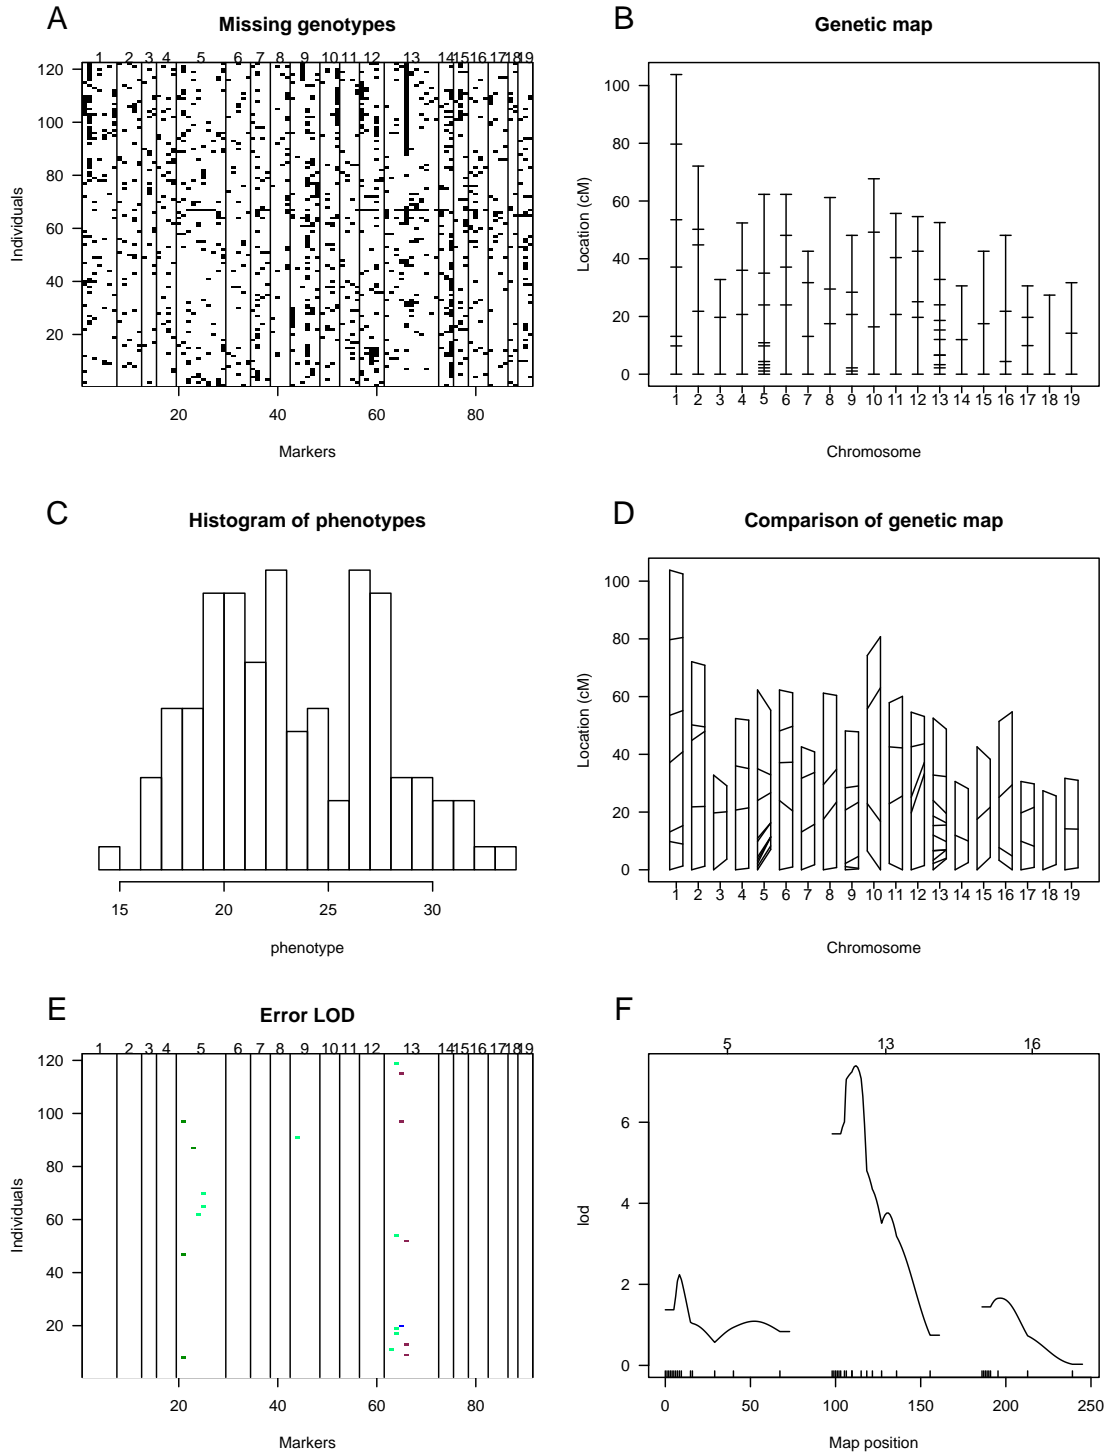 A
Missing genotypes
1 2 3 4 5 6 7 8 9 10 11 12 13 14 15 16 17 18 19
120
100
80
60
40
20
Individuals
20 40 60 80
Markers
B
Genetic map
100
80
60
40
20
0
Location (cM)
1 2 3 4 5 6 7 8 9 10 11 12 13 14 15 16 17 18 19
Chromosome
C
Histogram of phenotypes
15 20 25 30
phenotype
D
Comparison of genetic map
100
80
60
40
20
0
Location (cM)
1 2 3 4 5 6 7 8 9 10 11 12 13 14 15 16 17 18 19
Chromosome
E
Error LOD
1 2 3 4 5 6 7 8 9 10 11 12 13 14 15 16 17 18 19
120
100
80
60
40
20
Individuals
20 40 60 80
Markers
F
5 13 16
6
4
2
0
lod
0 50 100 150 200 250
Map position